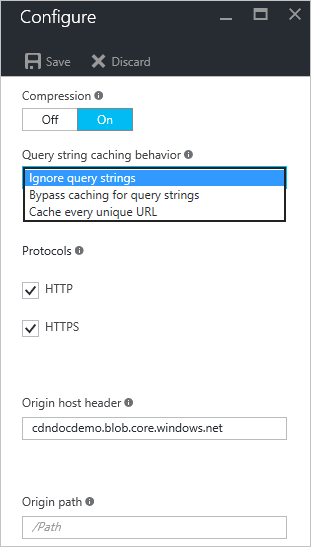 Configure
Save Discard
Compression
Off On
Query string caching behavior
Ignore query strings
Bypass caching for query strings
Cache every unique URL
Protocols
HTTP
HTTPS
Origin host header
cdndocdemo.blob.core.windows.net
Origin path
/Path